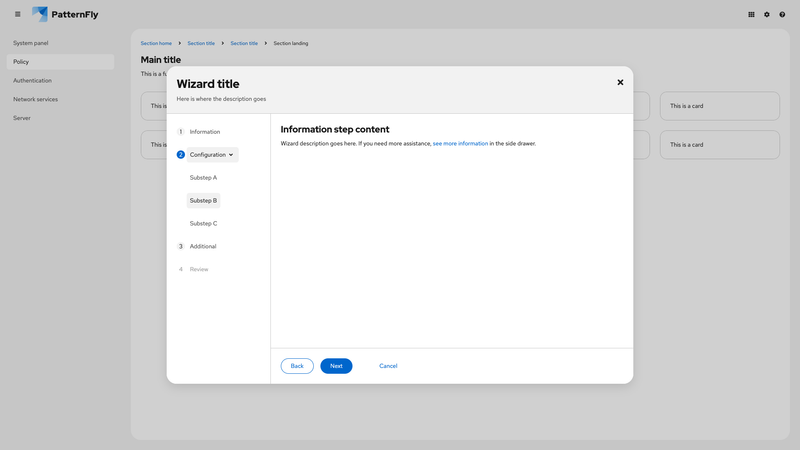 PatternFly
System panel
Policy
Authentication
Network services
Server
Section home
Section title
Section title
Section landing
Main title
This is a fu
This is
This is a card
This is
This is a card
Wizard title
Here is where the description goes
1 Information
2 Configuration
Substep A
Substep B
Substep C
3 Additional
4 Review
Information step content
Wizard description goes here. If you need more assistance, see more information in the side drawer.
Back
Next
Cancel